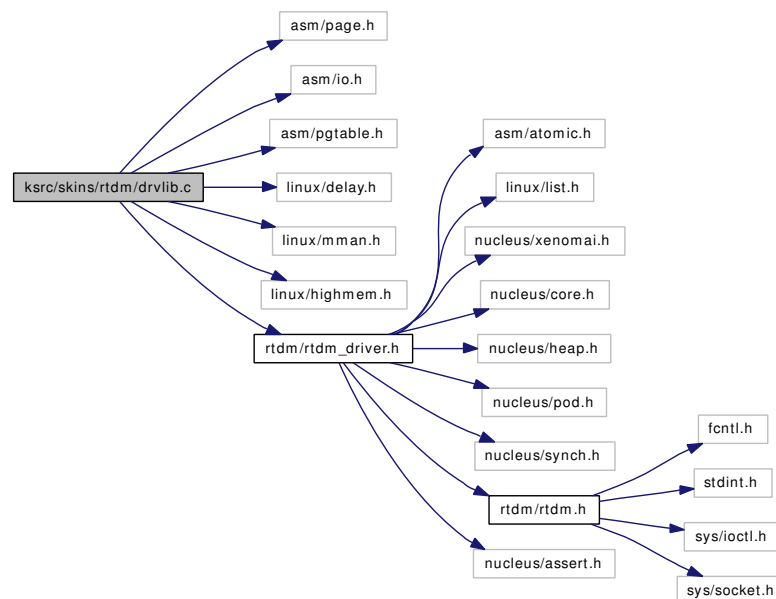 asm/page.h
asm/io.h
asm/pgtable.h
asm/atomic.h
ksrc/skins/rtdm/drvlib.c
linux/delay.h
linux/list.h
linux/mman.h
nucleus/xenomai.h
linux/highmem.h
nucleus/core.h
rtdm/rtdm_driver.h
nucleus/heap.h
nucleus/pod.h
fcntl.h
nucleus/synch.h
stdint.h
rtdm/rtdm.h
sys/ioctl.h
nucleus/assert.h
sys/socket.h